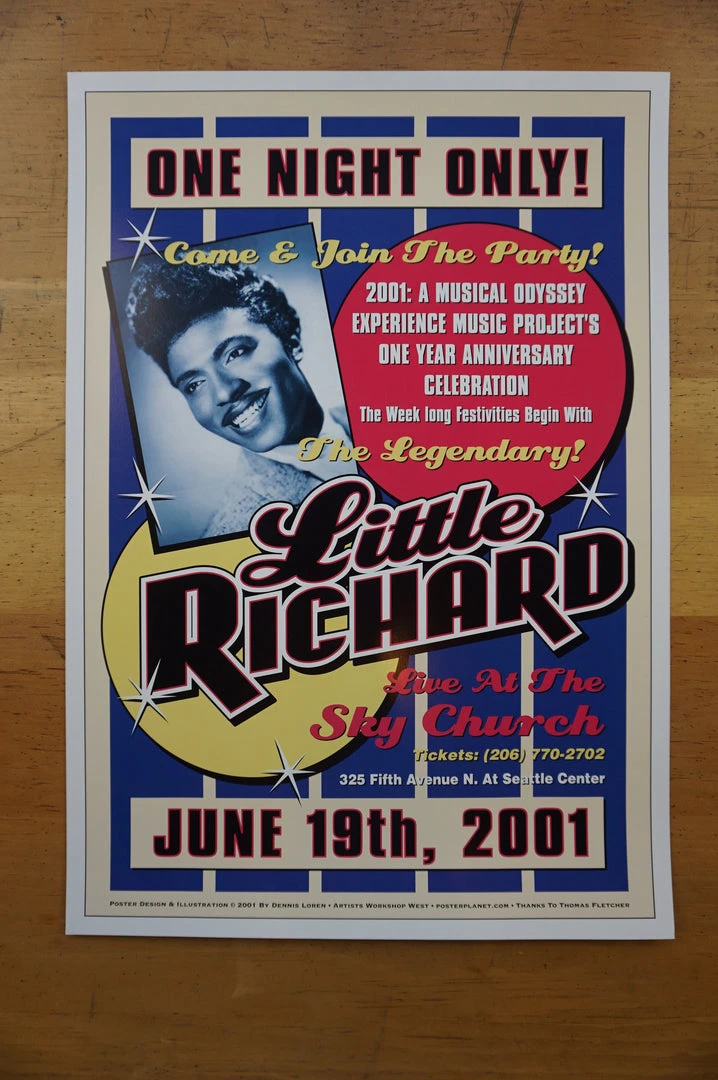 ONE NIGHT ONLY!
Come & Join The Party!
2001: A MUSICAL ODYSSEY
EXPERIENCE MUSIC PROJECT'S
ONE YEAR ANNIVERSARY
CELEBRATION
The Week long Festivities Begin With
The Legendary!
Little
RICHARD
Live At The
Sky Church
Tickets: (206) 770-2702
325 Fifth Avenue N. At Seattle Center
JUNE 19th, 2001
POSTER DESIGN & ILLUSTRATION © 2001 BY DENNIS LOREN • ARTISTS WORKSHOP WEST • POSTERPLANET.COM • THANKS TO THOMAS FLETCHER